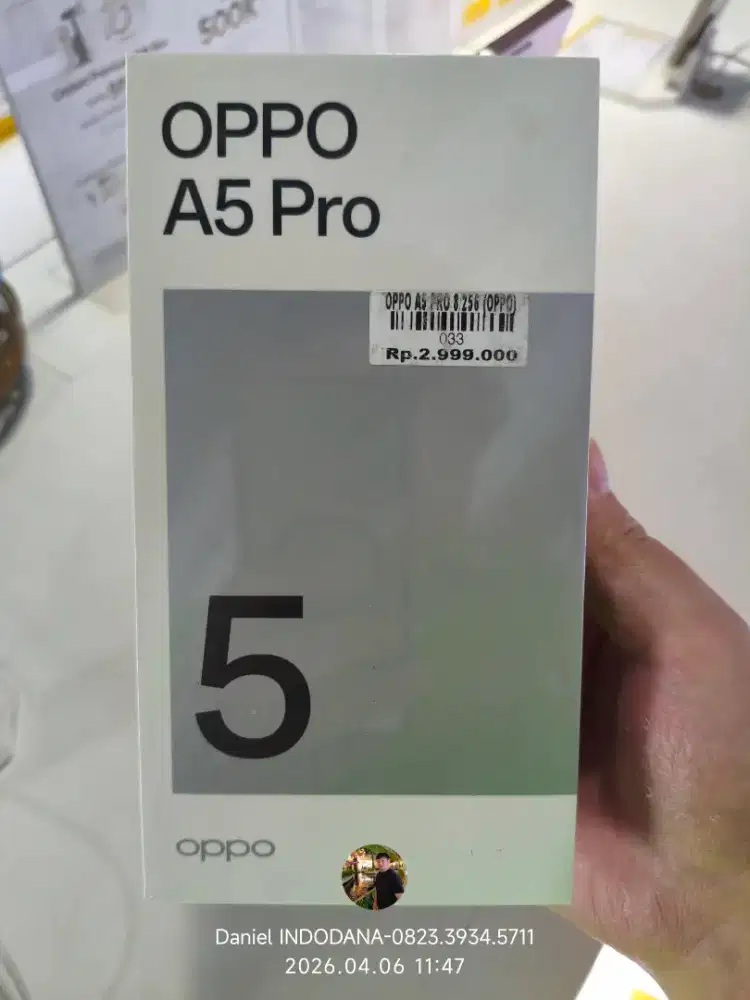 500K
OPPO
A5 Pro
OPPO A5 PRO 8 256 (OPPO)
033
Rp.2.999.000
5
oppo
Daniel INDODANA-0823.3934.5711
2026.04.06 11:47